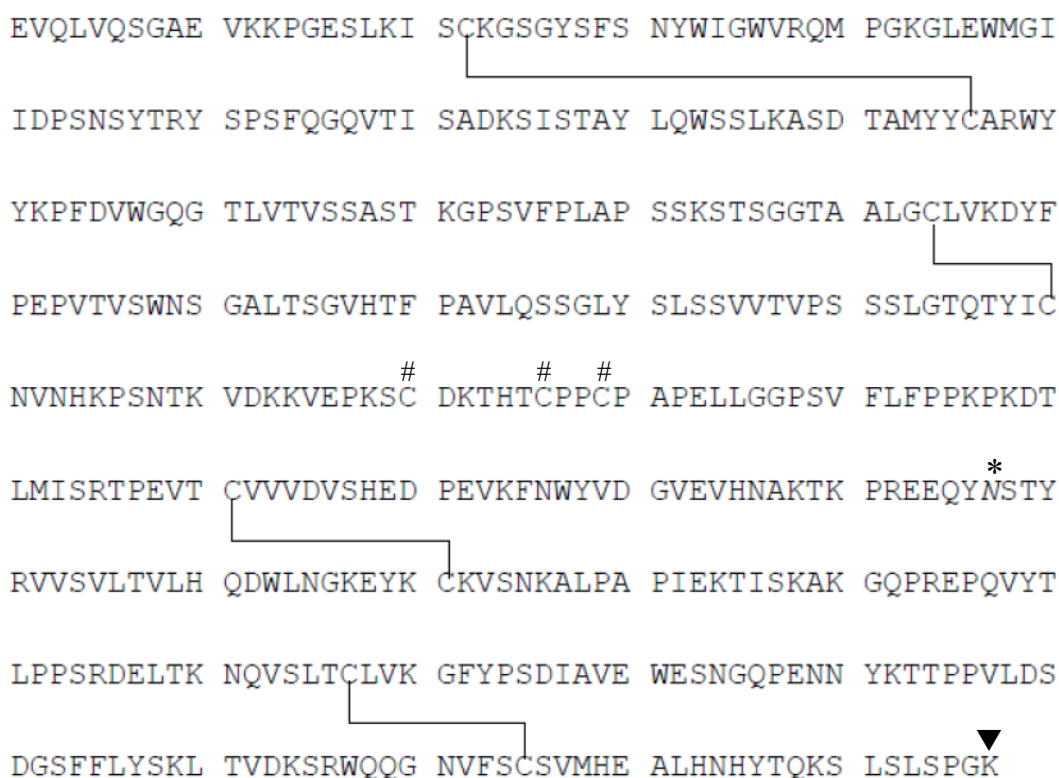 EVQLVQSGAE VKKPGESLKI SCKGSGYSFS NYWIGWVRQM PGKGLEWMGI
IDPSNSYTRY SPSFQGQVTI SADKSISTAY LQWSSLKASD TAMYYCARWY
YKPFDVWGQG TLVTVSSAST KGPSVFPLAP SSKSTSGGTA ALGCLVKDYF
PEPVTVSWNS GALTSGVHTF PAVLQSSGLY SLSSVVTVPS SSLGTQTYIC
# # #
NVNHKPSNTK VDKKVEPKSC DKTHTCPPCP APELLGGPSV FLFPPKPKDT
*
LMISRTPEVT CVVVDVSHED PEVKFNWYVD GVEVHNAKTK PREEQYNSTY
RVVSVLTVLH QDWLNGKEYK CKVSNKALPA PIEKTISKAK GQPREPQVYT
LPPSRDELTK NQVSLTCLVK GFYPSDIAVE WESNGQPENN YKTTPPVLDS
DGSFFLYSKL TVDKSRWQQG NVFSCSVMHE ALHNHYTQKS LSLSPGK